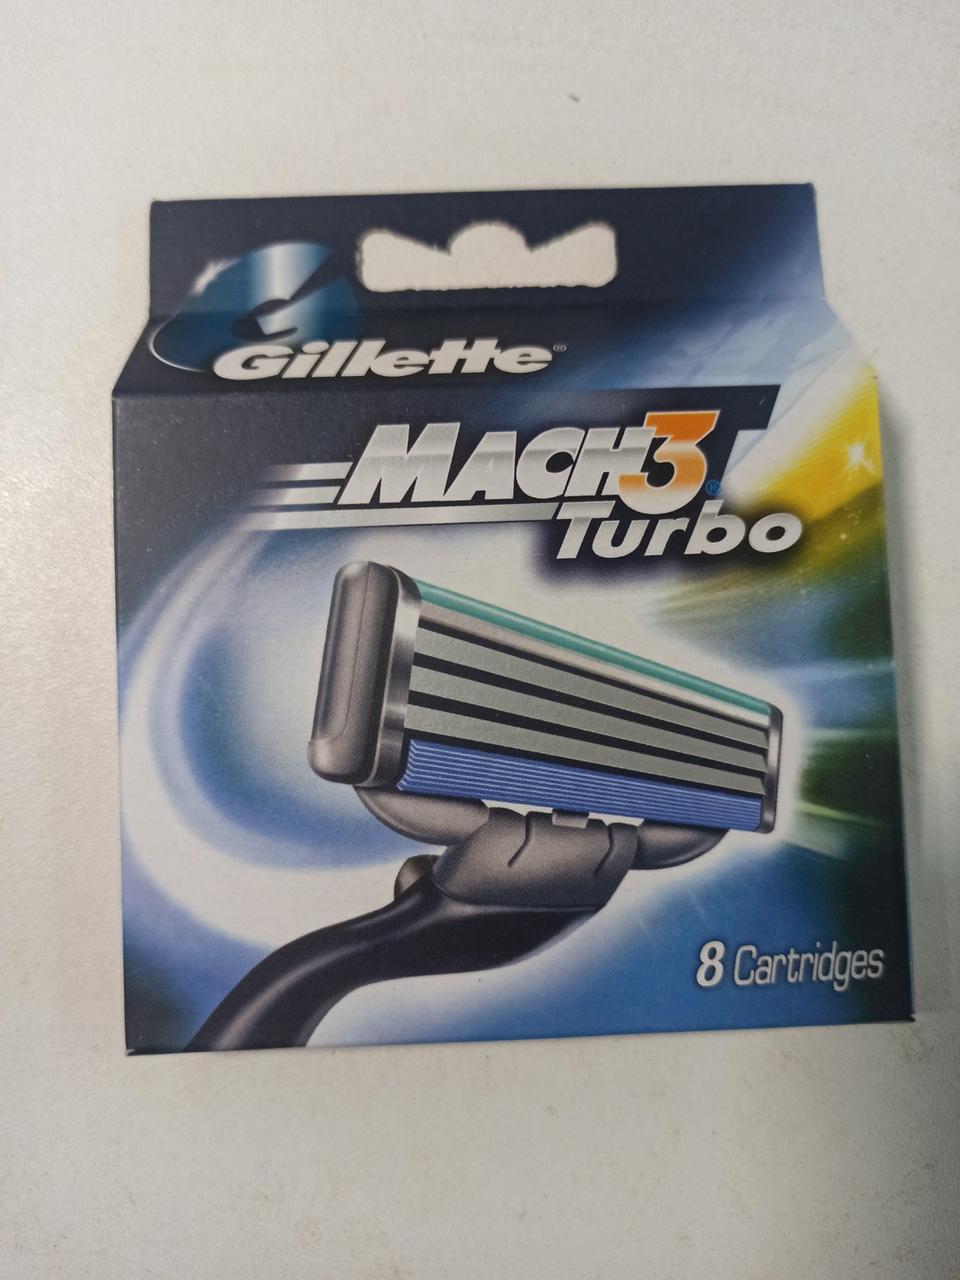 Gillette®
MACH3®
Turbo
8 Cartridges